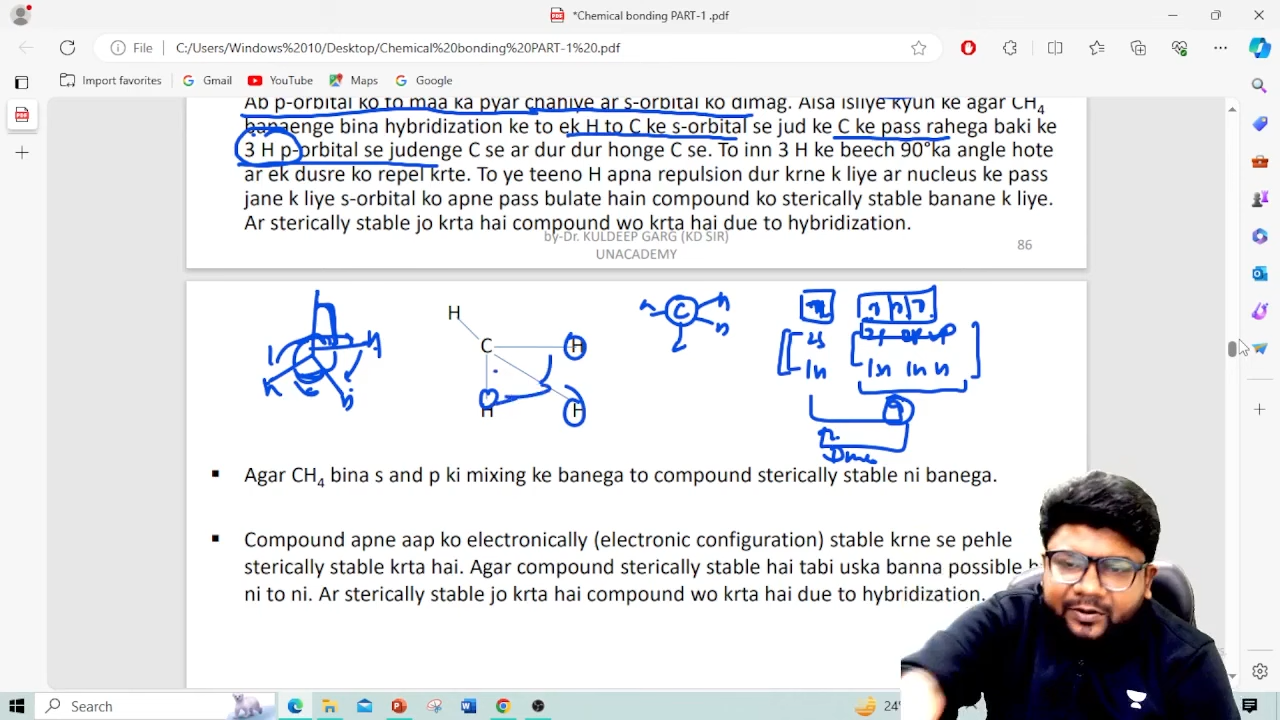 *Chemical bonding PART-1 .pdf
File
C:/Users/Windows%2010/Desktop/Chemical%20bonding%20PART-1%20.pdf
Import favorites
Gmail
YouTube
Maps
Google
Ab p-orbital ko to maa ka pyar chahiye ar s-orbital ko dimag. Aisa isliye kyun ke agar CH4
banaenge bina hybridization ke to ek H to C ke s-orbital se jud ke C ke pass rahega baki ke
3 H p-orbital se judenge C se ar dur dur honge C se. To inn 3 H ke beech 90°ka angle hote
ar ek dusre ko repel krte. To ye teeno H apna repulsion dur krne k liye ar nucleus ke pass
jane k liye s-orbital ko apne pass bulate hain compound ko sterically stable banane k liye.
Ar sterically stable jo krta hai compound wo krta hai due to hybridization.
by-Dr. KULDEEP GARG (KD SIR)
UNACADEMY
86
H
C
H
H
H
C
2s
▪ Agar CH4 bina s and p ki mixing ke banega to compound sterically stable ni banega.
▪ Compound apne aap ko electronically (electronic configuration) stable krne se pehle
sterically stable krta hai. Agar compound sterically stable hai tabi uska banna possible
ni to ni. Ar sterically stable jo krta hai compound wo krta hai due to hybridization.
Search